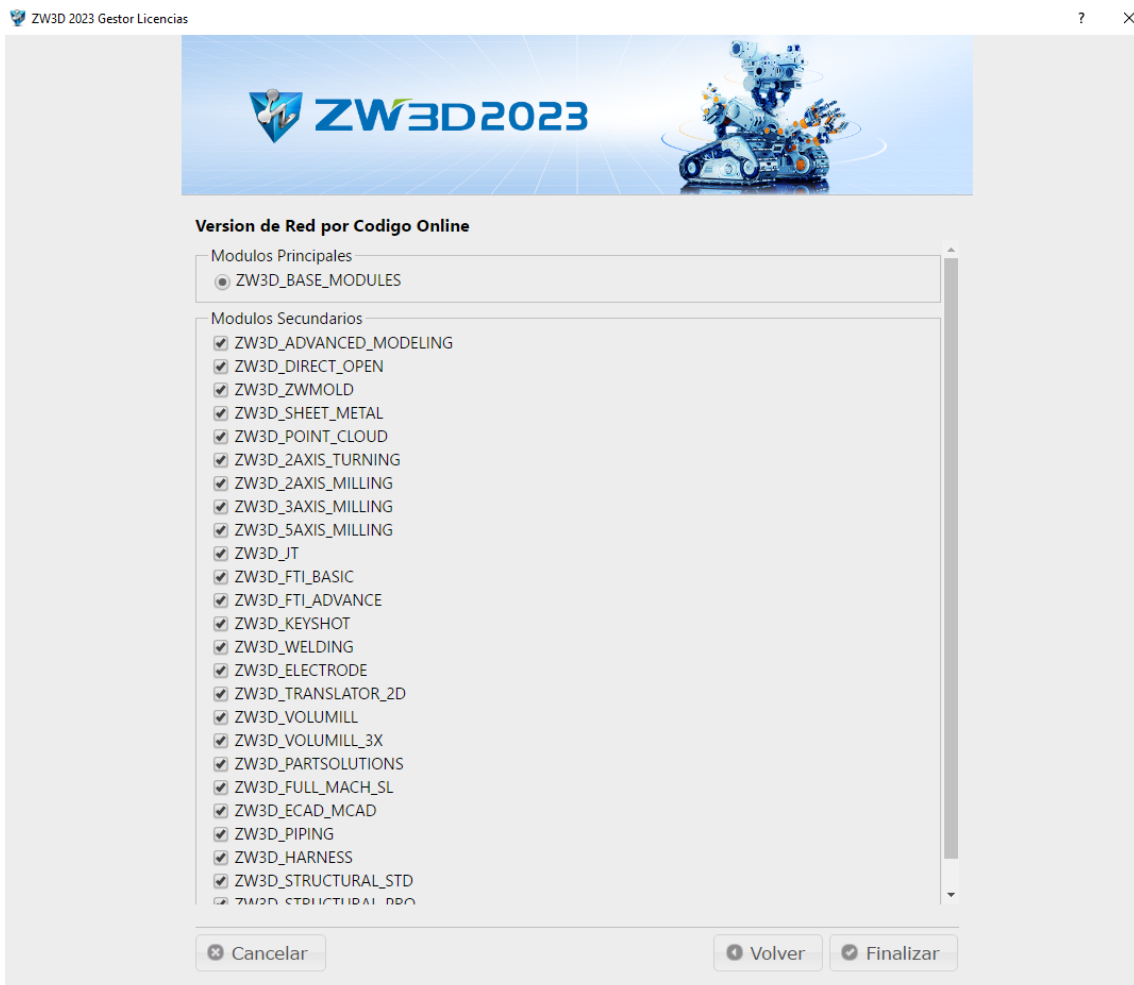 ZW3D 2023 Gestor Licencias
?
ZW3D2023
Version de Red por Codigo Online
Modulos Principales
ZW3D_BASE_MODULES
Modulos Secundarios
ZW3D_ADVANCED_MODELING
ZW3D_DIRECT_OPEN
ZW3D_ZWMOLD
ZW3D_SHEET_METAL
ZW3D_POINT_CLOUD
ZW3D_2AXIS_TURNING
ZW3D_2AXIS_MILLING
ZW3D_3AXIS_MILLING
ZW3D_5AXIS_MILLING
ZW3D_JT
ZW3D_FTI_BASIC
ZW3D_FTI_ADVANCE
ZW3D_KEYSHOT
ZW3D_WELDING
ZW3D_ELECTRODE
ZW3D_TRANSLATOR_2D
ZW3D_VOLUMILL
ZW3D_VOLUMILL_3X
ZW3D_PARTSOLUTIONS
ZW3D_FULL_MACH_SL
ZW3D_ECAD_MCAD
ZW3D_PIPING
ZW3D_HARNESS
ZW3D_STRUCTURAL_STD
ZW3D_STRUCTURAL_PRO
Cancelar
Volver
Finalizar